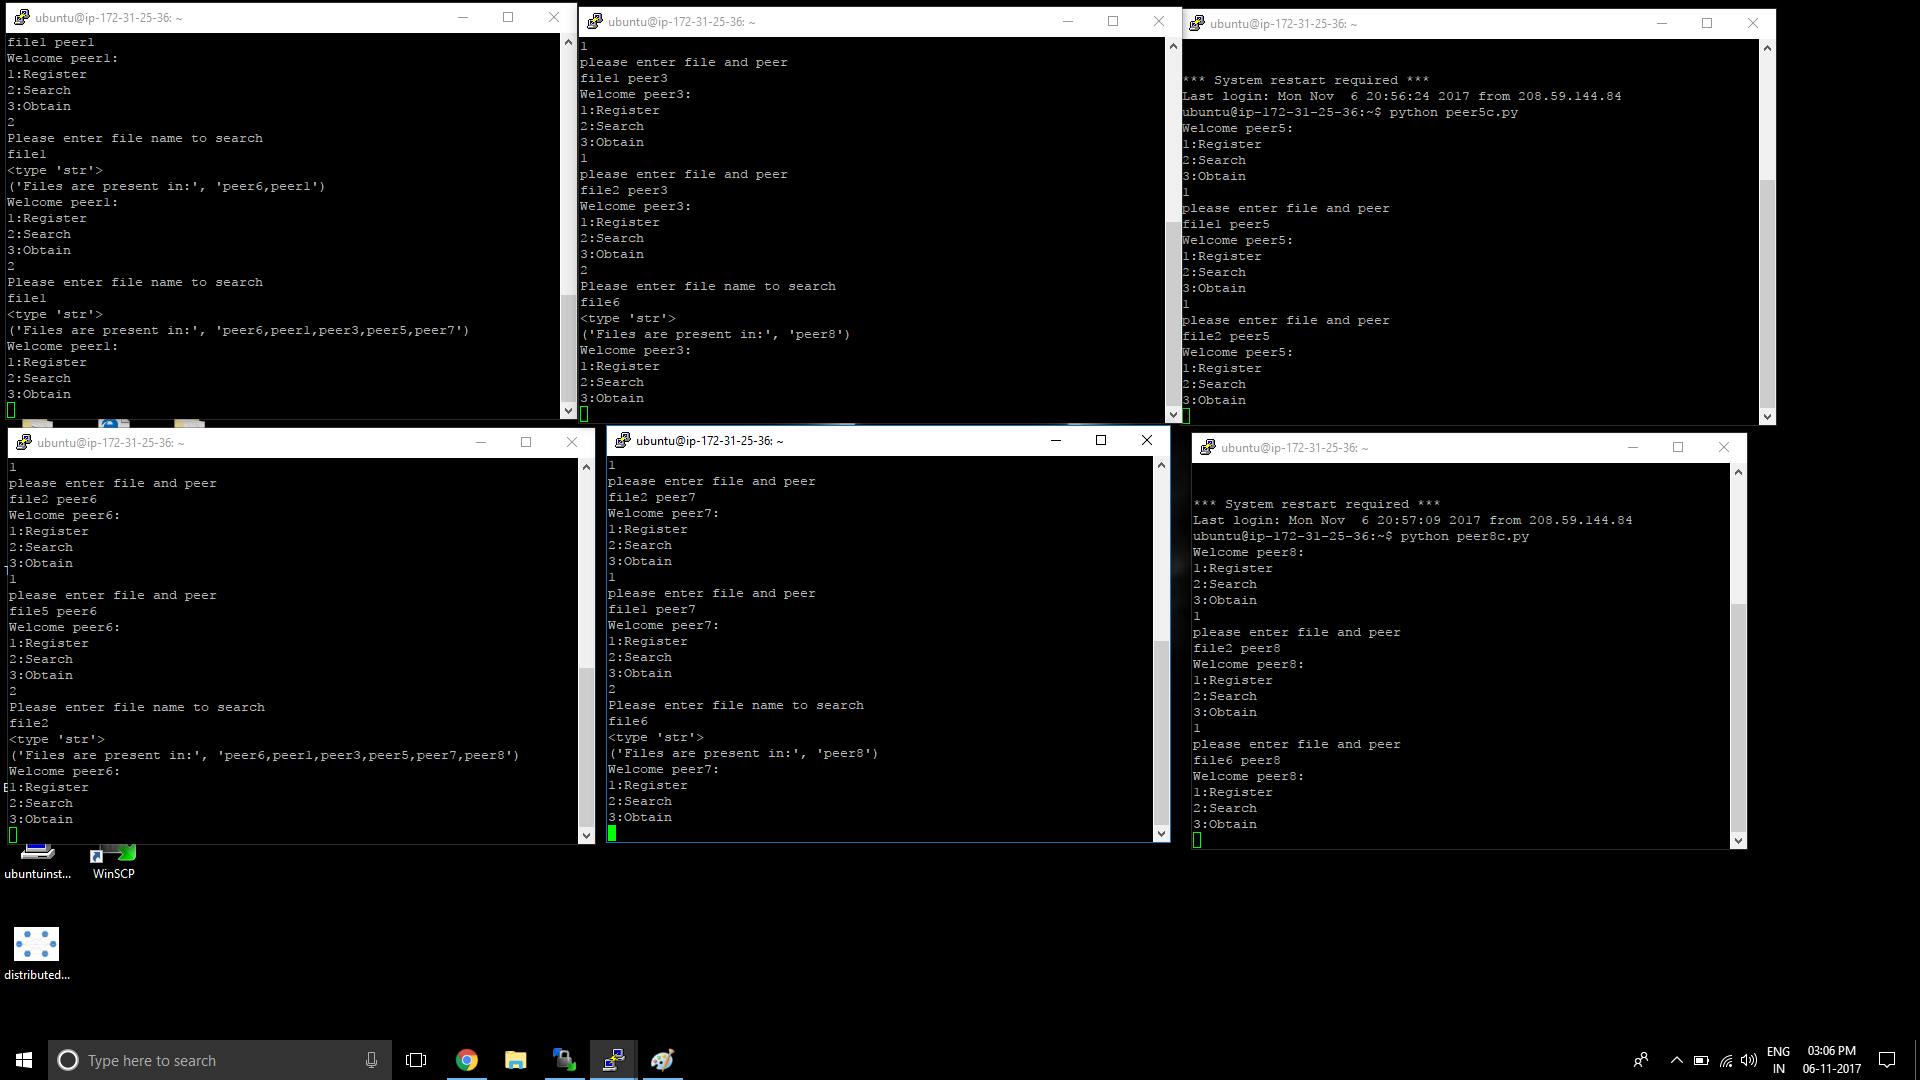 ubuntu@ip-172-31-25-36: ~
file1 peer1
Welcome peer1:
1:Register
2:Search
3:Obtain
2
Please enter file name to search
file1
<type 'str'>
('Files are present in:', 'peer6,peer1')
Welcome peer1:
1:Register
2:Search
3:Obtain
2
Please enter file name to search
file1
<type 'str'>
('Files are present in:', 'peer6,peer1,peer3,peer5,peer7')
Welcome peer1:
1:Register
2:Search
3:Obtain
ubuntu@ip-172-31-25-36: ~
1
please enter file and peer
file1 peer3
Welcome peer3:
1:Register
2:Search
3:Obtain
1
please enter file and peer
file2 peer3
Welcome peer3:
1:Register
2:Search
3:Obtain
2
Please enter file name to search
file6
<type 'str'>
('Files are present in:', 'peer8')
Welcome peer3:
1:Register
2:Search
3:Obtain
ubuntu@ip-172-31-25-36: ~
*** System restart required ***
Last login: Mon Nov  6 20:56:24 2017 from 208.59.144.84
ubuntu@ip-172-31-25-36:~$ python peer5c.py
Welcome peer5:
1:Register
2:Search
3:Obtain
1
please enter file and peer
file1 peer5
Welcome peer5:
1:Register
2:Search
3:Obtain
1
please enter file and peer
file2 peer5
Welcome peer5:
1:Register
2:Search
3:Obtain
ubuntu@ip-172-31-25-36: ~
1
please enter file and peer
file2 peer6
Welcome peer6:
1:Register
2:Search
3:Obtain
1
please enter file and peer
file5 peer6
Welcome peer6:
1:Register
2:Search
3:Obtain
2
Please enter file name to search
file2
<type 'str'>
('Files are present in:', 'peer6,peer1,peer3,peer5,peer7,peer8')
Welcome peer6:
1:Register
2:Search
3:Obtain
ubuntu@ip-172-31-25-36: ~
1
please enter file and peer
file2 peer7
Welcome peer7:
1:Register
2:Search
3:Obtain
1
please enter file and peer
file1 peer7
Welcome peer7:
1:Register
2:Search
3:Obtain
2
Please enter file name to search
file6
<type 'str'>
('Files are present in:', 'peer8')
Welcome peer7:
1:Register
2:Search
3:Obtain
ubuntu@ip-172-31-25-36: ~
*** System restart required ***
Last login: Mon Nov  6 20:57:09 2017 from 208.59.144.84
ubuntu@ip-172-31-25-36:~$ python peer8c.py
Welcome peer8:
1:Register
2:Search
3:Obtain
1
please enter file and peer
file2 peer8
Welcome peer8:
1:Register
2:Search
3:Obtain
1
please enter file and peer
file6 peer8
Welcome peer8:
1:Register
2:Search
3:Obtain
ubuntuinst...
WinSCP
distributed...
Type here to search
ENG
IN
03:06 PM
06-11-2017